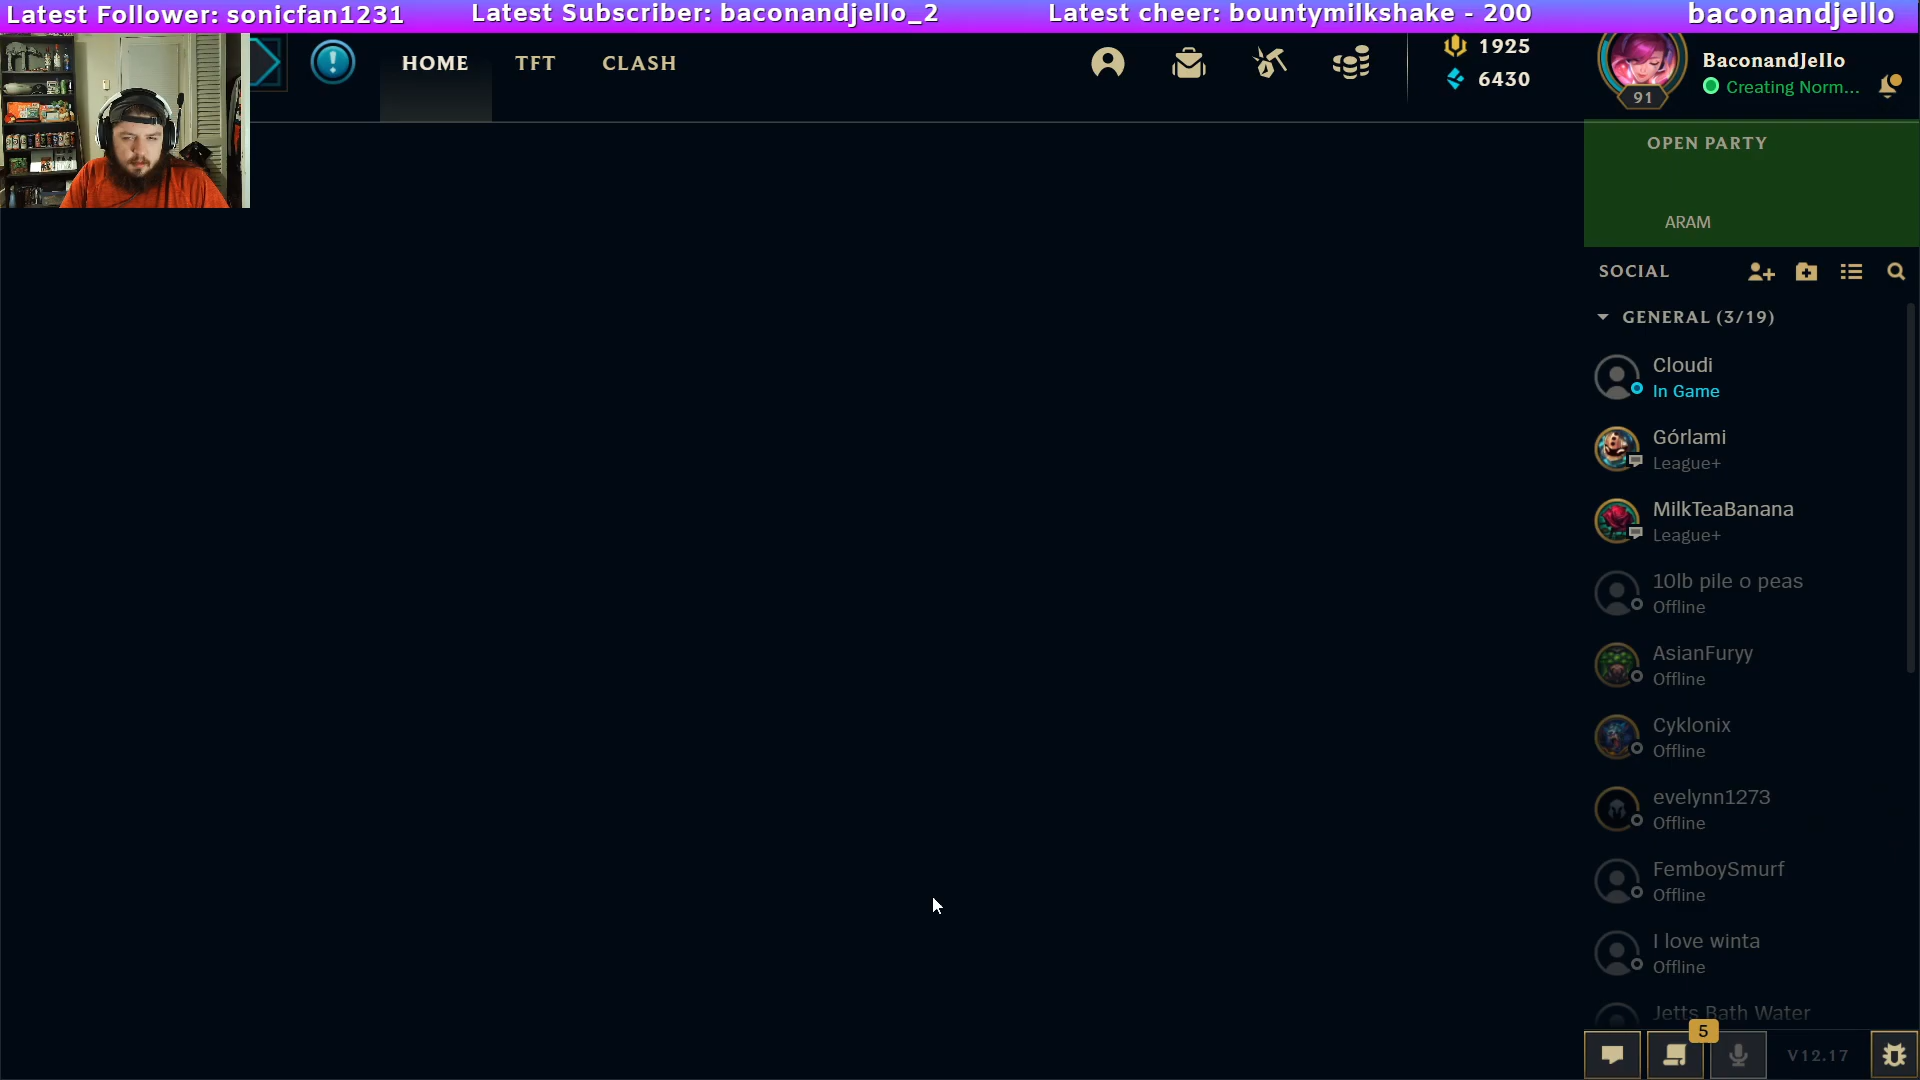 Latest Follower: sonicfan1231
Latest Subscriber: baconandjello_2
Latest cheer: bountymilkshake - 200
baconandjello
HOME
TFT
CLASH
1925
6430
91
BaconandJello
Creating Norm...
OPEN PARTY
ARAM
SOCIAL
GENERAL (3/19)
Cloudi
In Game
Górlami
League+
MilkTeaBanana
League+
10lb pile o peas
Offline
AsianFuryy
Offline
Cyklonix
Offline
evelynn1273
Offline
FemboySmurf
Offline
I love winta
Offline
Jetts Bath Water
5
V12.17